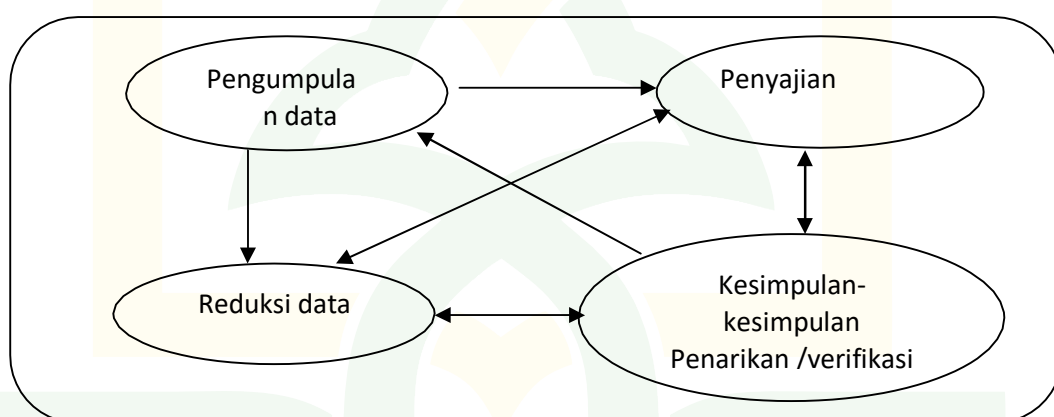 Pengumpula
n data
Penyajian
Reduksi data
Kesimpulan-
kesimpulan
Penarikan /verifikasi